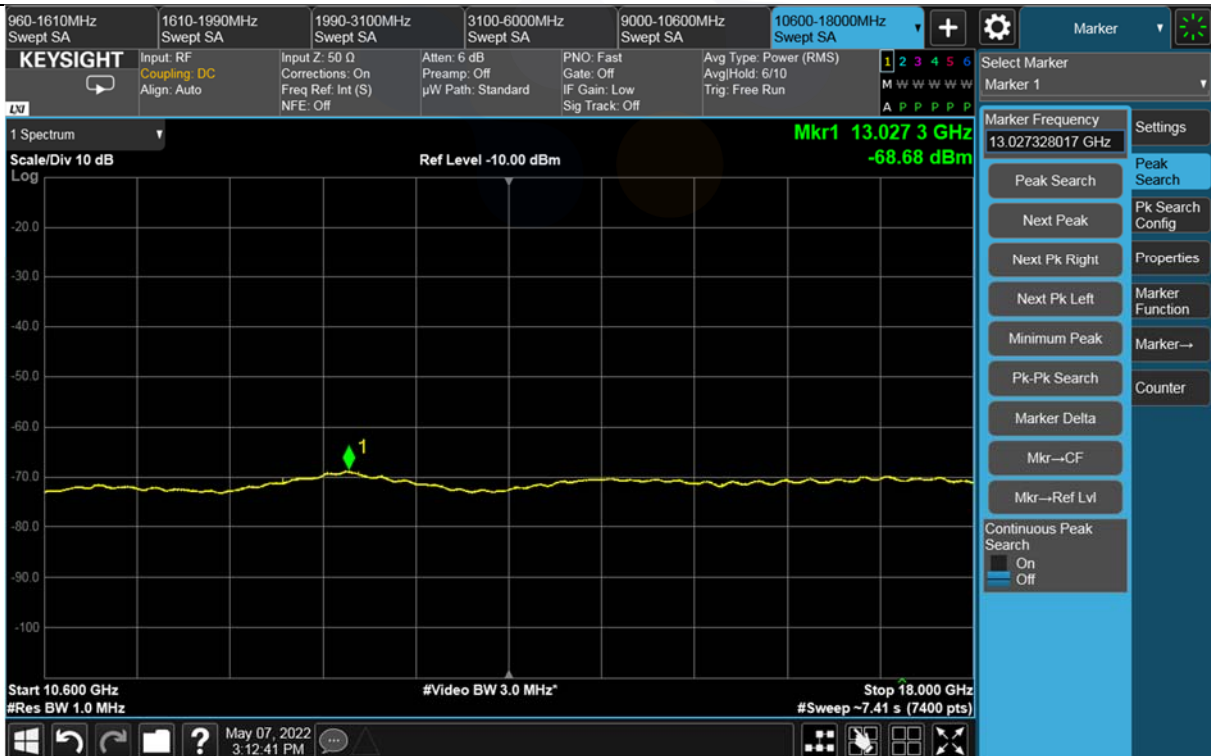 960-1610MHz
Swept SA
1610-1990MHz
Swept SA
1990-3100MHz
Swept SA
3100-6000MHz
Swept SA
9000-10600MHz
Swept SA
10600-18000MHz
Swept SA
Marker
KEYSIGHT
LXI
Input: RF
Coupling: DC
Align: Auto
Input Z: 50 Ω
Corrections: On
Freq Ref: Int (S)
NFE: Off
Atten: 6 dB
Preamp: Off
µW Path: Standard
PNO: Fast
Gate: Off
IF Gain: Low
Sig Track: Off
Avg Type: Power (RMS)
Avg|Hold: 6/10
Trig: Free Run
1 2 3 4 5 6
M W W W W W
A P P P P P
Select Marker
Marker 1
1 Spectrum
Mkr1 13.027 3 GHz
-68.68 dBm
Scale/Div 10 dB
Ref Level -10.00 dBm
Log
-20.0
-30.0
-40.0
-50.0
-60.0
-70.0
-80.0
-90.0
-100
1
Start 10.600 GHz
#Video BW 3.0 MHz*
Stop 18.000 GHz
#Res BW 1.0 MHz
#Sweep ~7.41 s (7400 pts)
Marker Frequency
13.027328017 GHz
Peak Search
Next Peak
Next Pk Right
Next Pk Left
Minimum Peak
Pk-Pk Search
Marker Delta
Mkr→CF
Mkr→Ref Lvl
Continuous Peak
Search
On
Off
Settings
Peak
Search
Pk Search
Config
Properties
Marker
Function
Marker→
Counter
?
May 07, 2022
3:12:41 PM